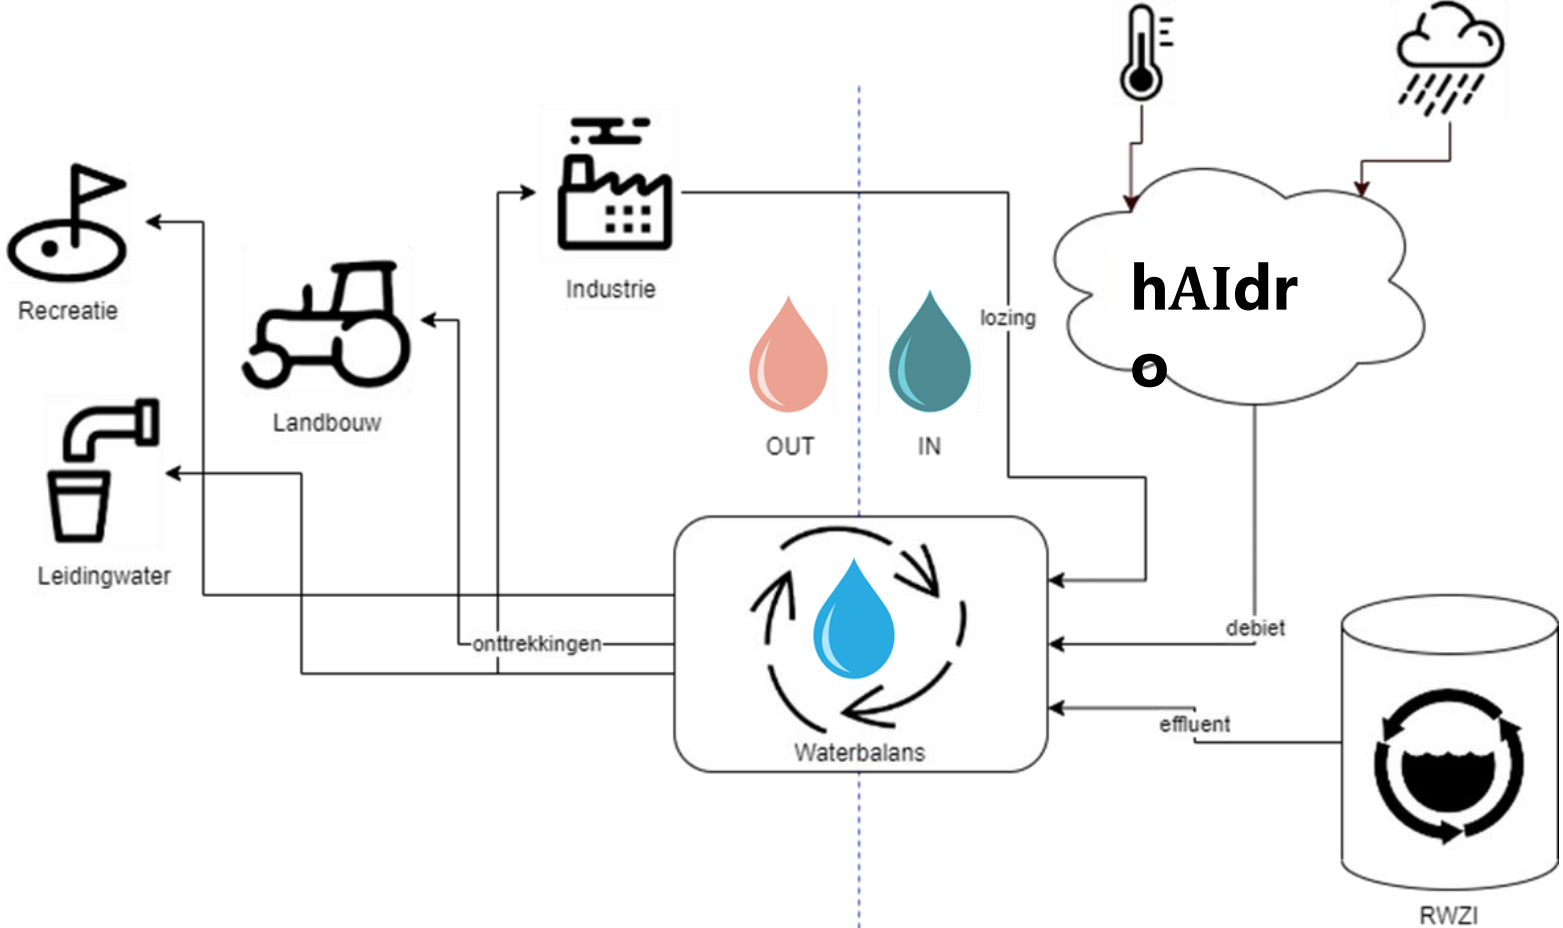 hAIdr
o
Industrie
Recreatie
lozing
Landbouw
OUT
IN
Leidingwater
debiet
onttrekkingen
effluent
Waterbalans
RWZI